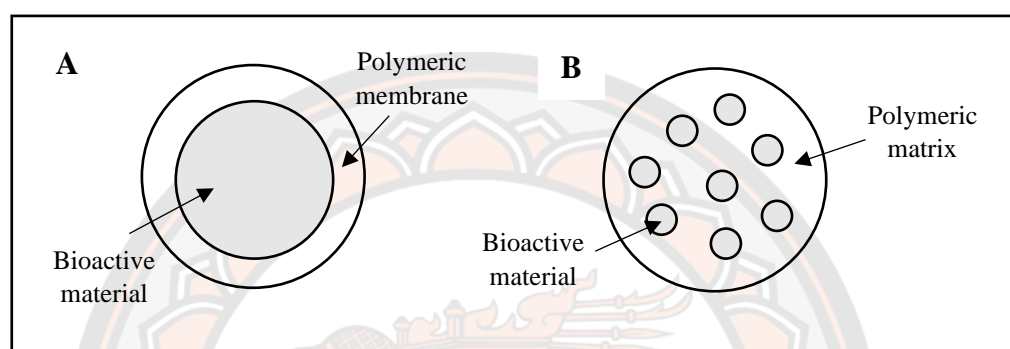 A
Polymeric
membrane
Bioactive
material
B
Polymeric
matrix
Bioactive
material